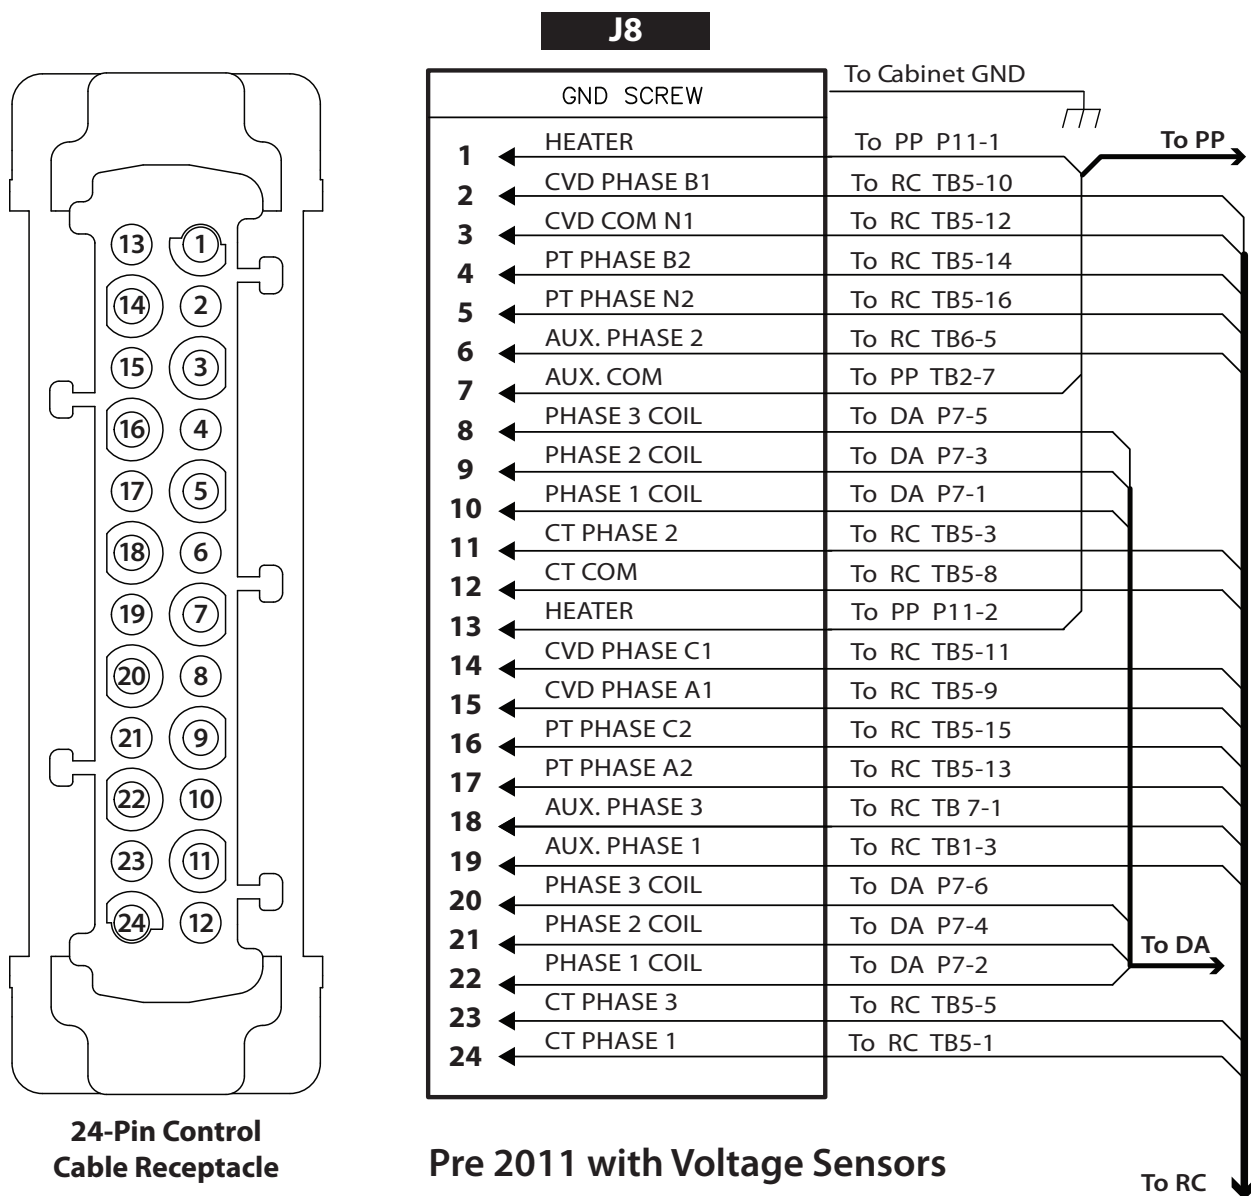 J8
GND SCREW To Cabinet GND
1 HEATER To PP P11-1 To PP
2 CVD PHASE B1 To RC TB5-10
3 CVD COM N1 To RC TB5-12
4 PT PHASE B2 To RC TB5-14
5 PT PHASE N2 To RC TB5-16
6 AUX. PHASE 2 To RC TB6-5
7 AUX. COM To PP TB2-7
8 PHASE 3 COIL To DA P7-5
9 PHASE 2 COIL To DA P7-3
10 PHASE 1 COIL To DA P7-1
11 CT PHASE 2 To RC TB5-3
12 CT COM To RC TB5-8
13 HEATER To PP P11-2
14 CVD PHASE C1 To RC TB5-11
15 CVD PHASE A1 To RC TB5-9
16 PT PHASE C2 To RC TB5-15
17 PT PHASE A2 To RC TB5-13
18 AUX. PHASE 3 To RC TB 7-1
19 AUX. PHASE 1 To RC TB1-3
20 PHASE 3 COIL To DA P7-6
21 PHASE 2 COIL To DA P7-4 To DA
22 PHASE 1 COIL To DA P7-2
23 CT PHASE 3 To RC TB5-5
24 CT PHASE 1 To RC TB5-1
13 1
14 2
15 3
16 4
17 5
18 6
19 7
20 8
21 9
22 10
23 11
24 12
24-Pin Control
Cable Receptacle
Pre 2011 with Voltage Sensors
To RC